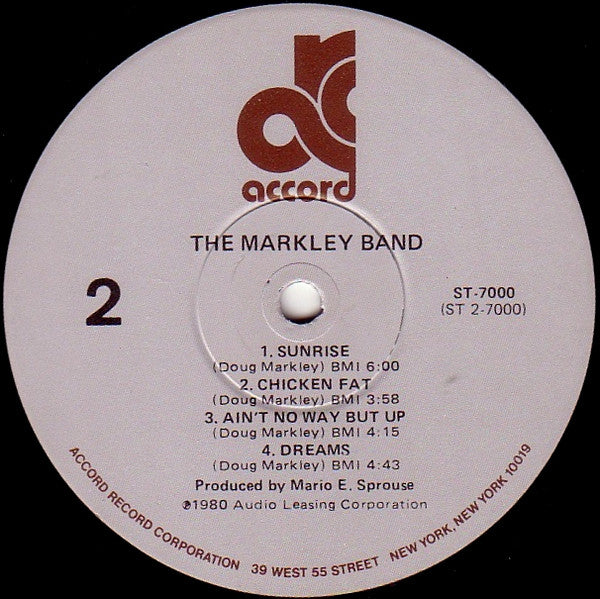 accord
THE MARKLEY BAND
2
ST-7000
(ST 2-7000)
1. SUNRISE
(Doug Markley) BMI 6:00
2. CHICKEN FAT
(Doug Markley) BMI 3:58
3. AIN'T NO WAY BUT UP
(Doug Markley) BMI 4:15
4. DREAMS
(Doug Markley) BMI 4:43
Produced by Mario E. Sprouse
℗1980 Audio Leasing Corporation
ACCORD RECORD CORPORATION 39 WEST 55 STREET NEW YORK, NEW YORK 10019